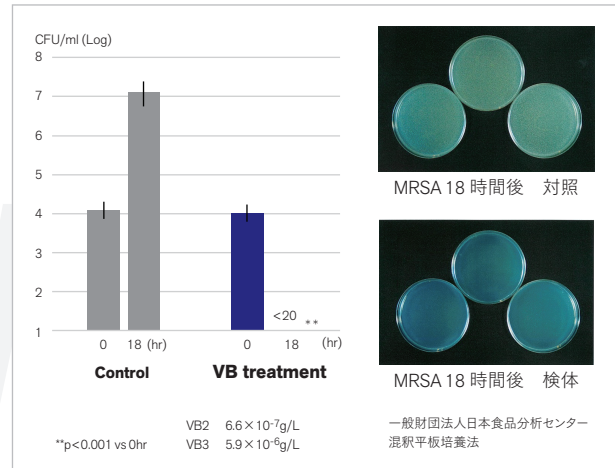 CFU/ml (Log)
8
7
6
5
4
3
2
1
<20 **
0 18 (hr) 0 18 (hr)
Control VB treatment
**p<0.001 vs 0hr
VB2 6.6×10⁻⁷g/L
VB3 5.9×10⁻⁶g/L
MRSA 18 時間後 対照
MRSA 18 時間後 検体
一般財団法人日本食品分析センター
混釈平板培養法